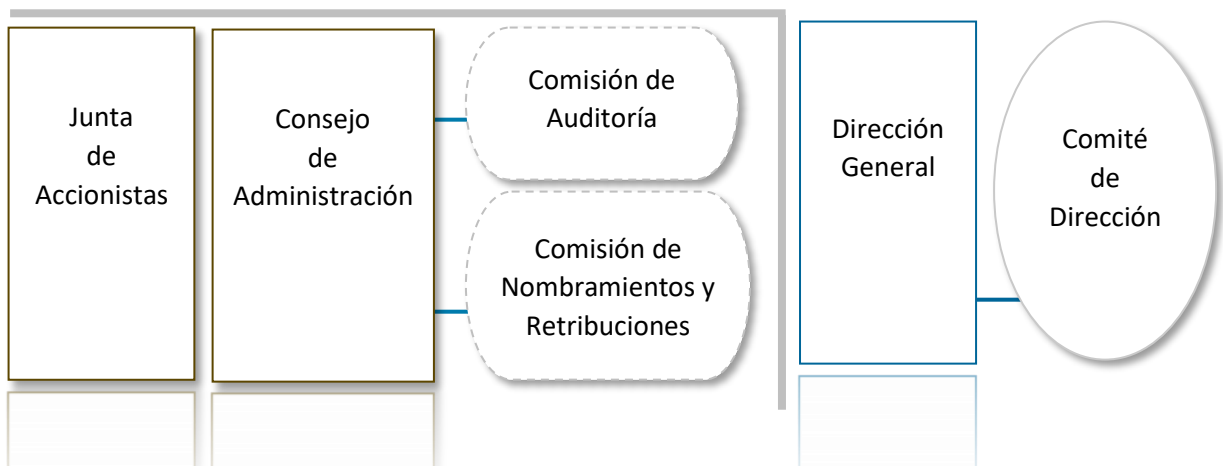 Junta
de
Accionistas
Consejo
de
Administración
Comisión de
Auditoría
Comisión de
Nombramientos y
Retribuciones
Dirección
General
Comité
de
Dirección